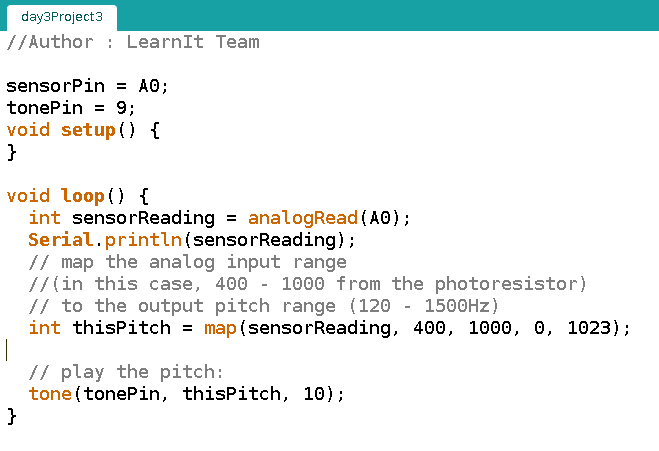 day3Project3
//Author : LearnIt Team
sensorPin = A0;
tonePin = 9;
void setup() {
}
void loop() {
int sensorReading = analogRead(A0);
Serial.println(sensorReading);
// map the analog input range
//(in this case, 400 - 1000 from the photoresistor)
// to the output pitch range (120 - 1500Hz)
int thisPitch = map(sensorReading, 400, 1000, 0, 1023);
// play the pitch:
tone(tonePin, thisPitch, 10);
}